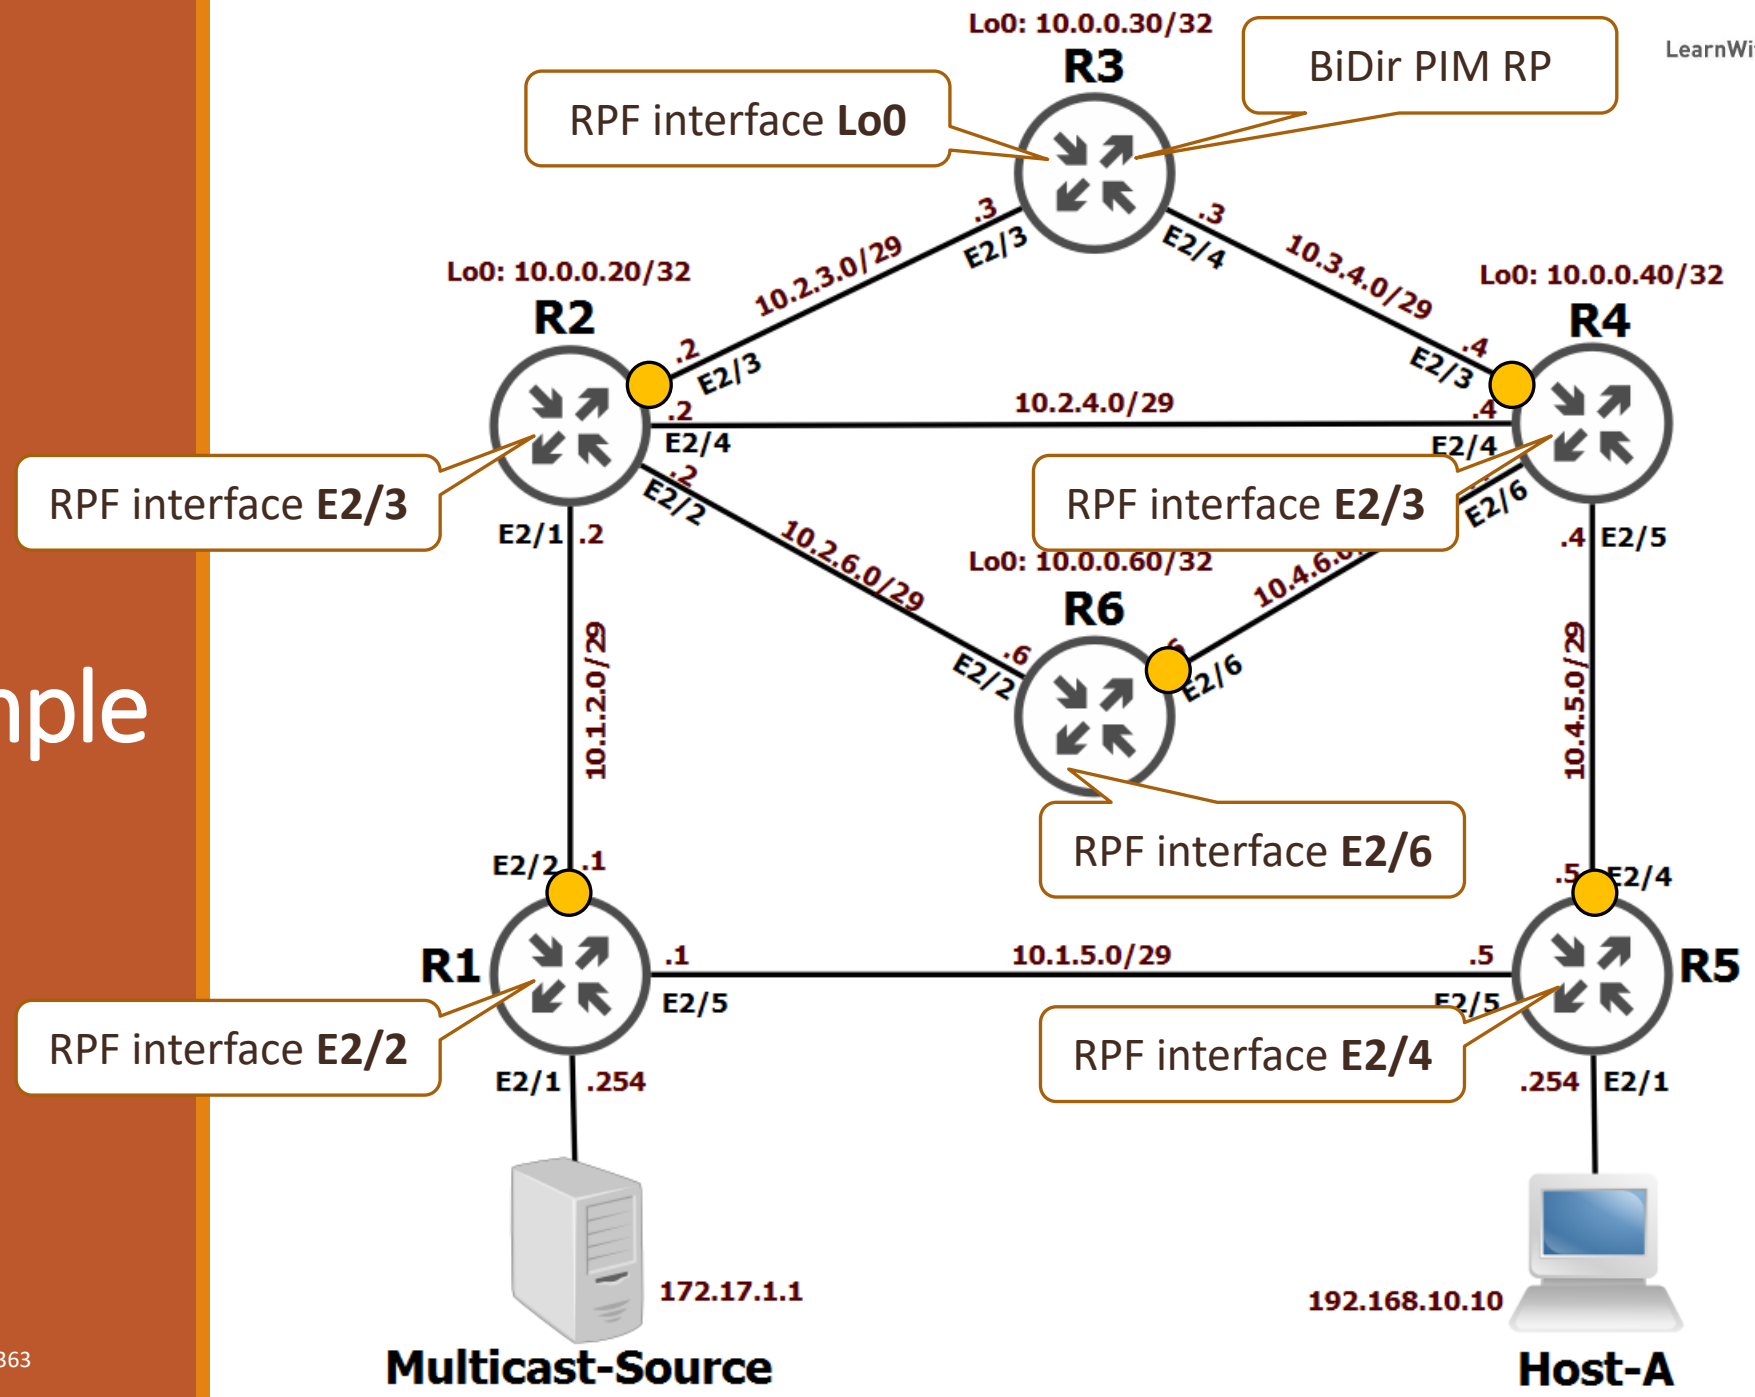 Lo0: 10.0.0.30/32
R3
BiDir PIM RP
LearnWi
RPF interface Lo0
.3
E2/3
.3
E2/4
10.2.3.0/29
10.3.4.0/29
Lo0: 10.0.0.20/32
R2
Lo0: 10.0.0.40/32
R4
.2
E2/3
.4
E2/3
.2
E2/4
10.2.4.0/29
.4
E2/4
RPF interface E2/3
.2
E2/2
RPF interface E2/3
E2/6
E2/1
.2
10.2.6.0/29
Lo0: 10.0.0.60/32
R6
10.4.6.0
.4
E2/5
.6
E2/2
E2/6
10.1.2.0/29
10.4.5.0/29
nple
RPF interface E2/6
E2/2
.1
.5
E2/4
R1
.1
E2/5
10.1.5.0/29
.5
E2/5
R5
RPF interface E2/2
RPF interface E2/4
E2/1
.254
.254
E2/1
172.17.1.1
192.168.10.10
363
Multicast-Source
Host-A